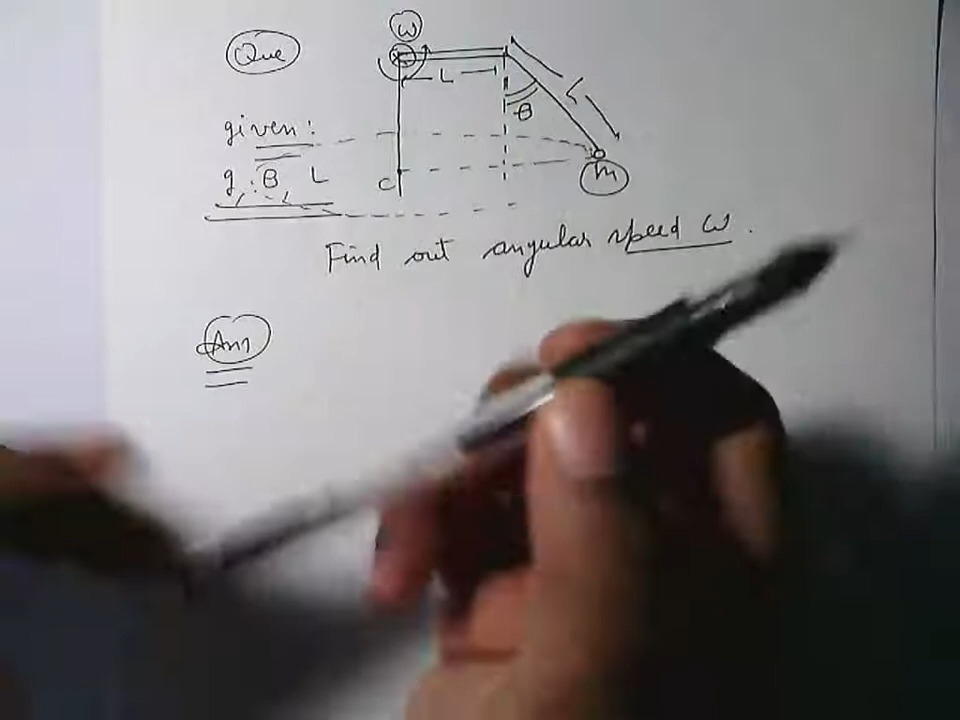 Que
ω
L
L
θ
given:
g, θ, L
C
m
Find out angular speed ω.
Ans